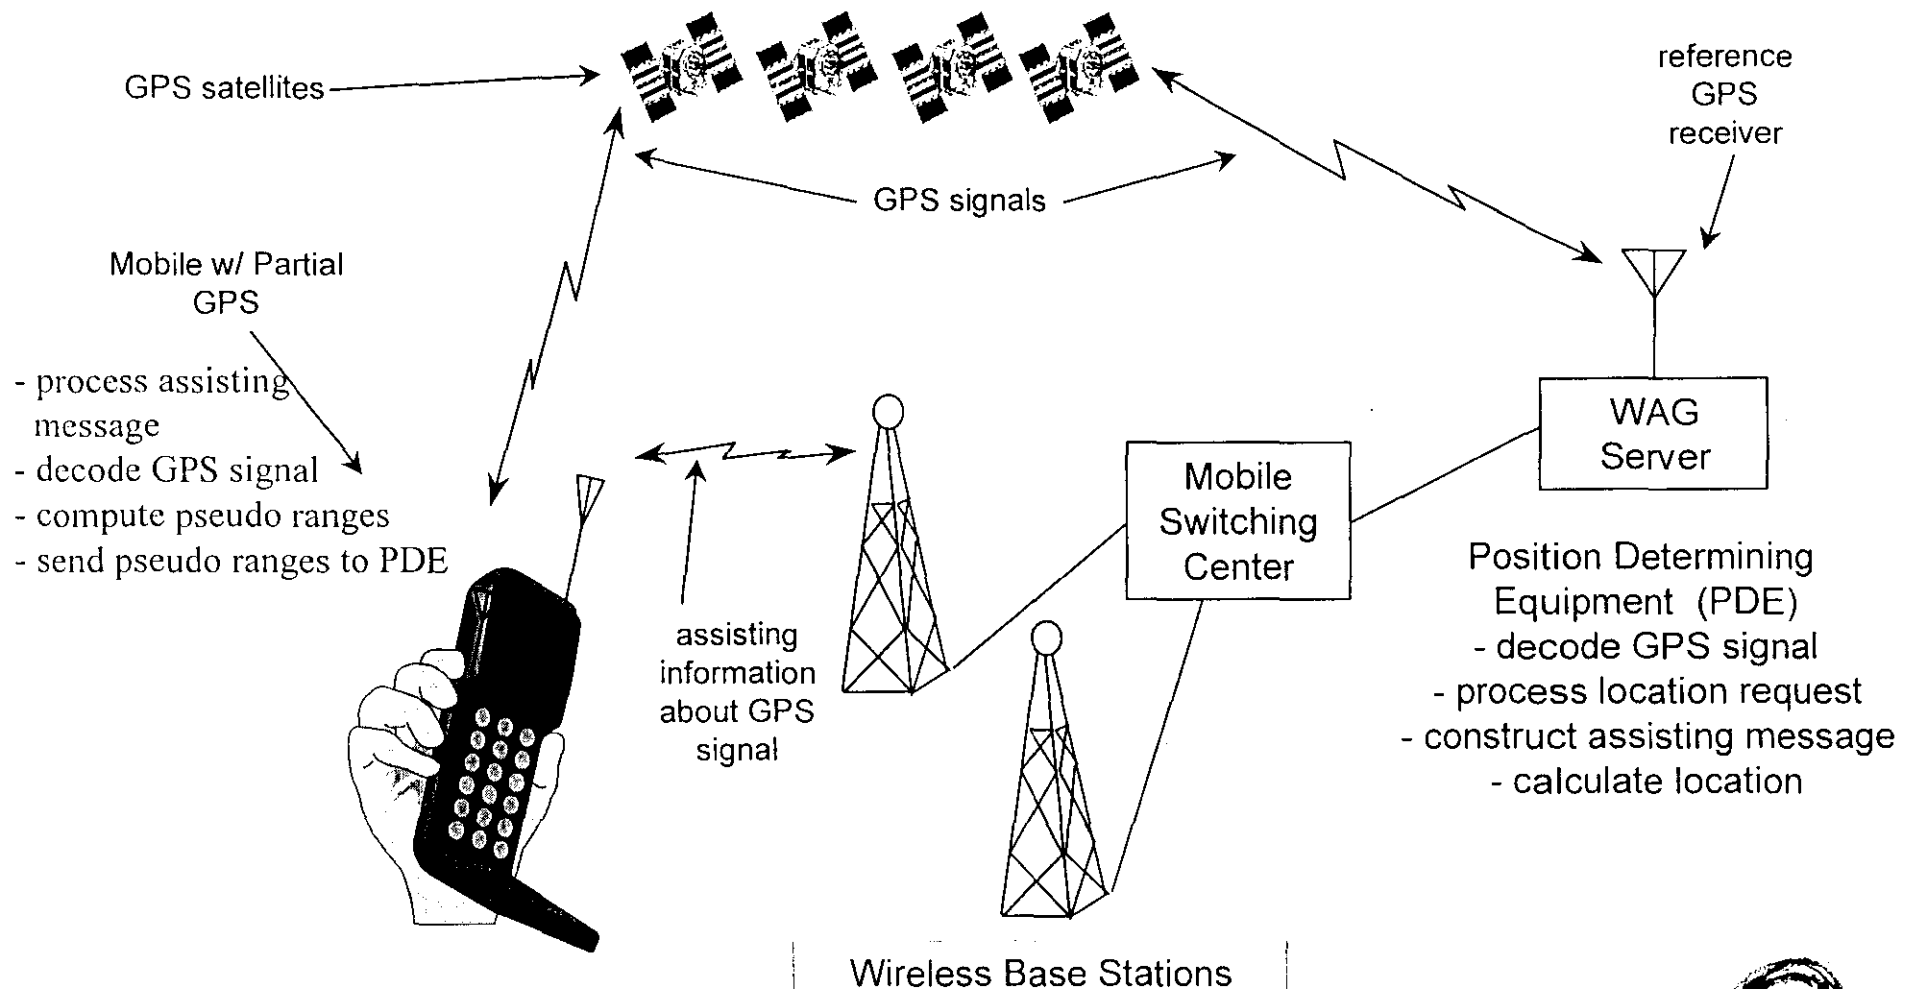 GPS satellites
reference
GPS
receiver
GPS signals
Mobile w/ Partial
GPS
- process assisting
message
- decode GPS signal
- compute pseudo ranges
- send pseudo ranges to PDE
assisting
information
about GPS
signal
Mobile
Switching
Center
WAG
Server
Position Determining
Equipment (PDE)
- decode GPS signal
- process location request
- construct assisting message
- calculate location
Wireless Base Stations